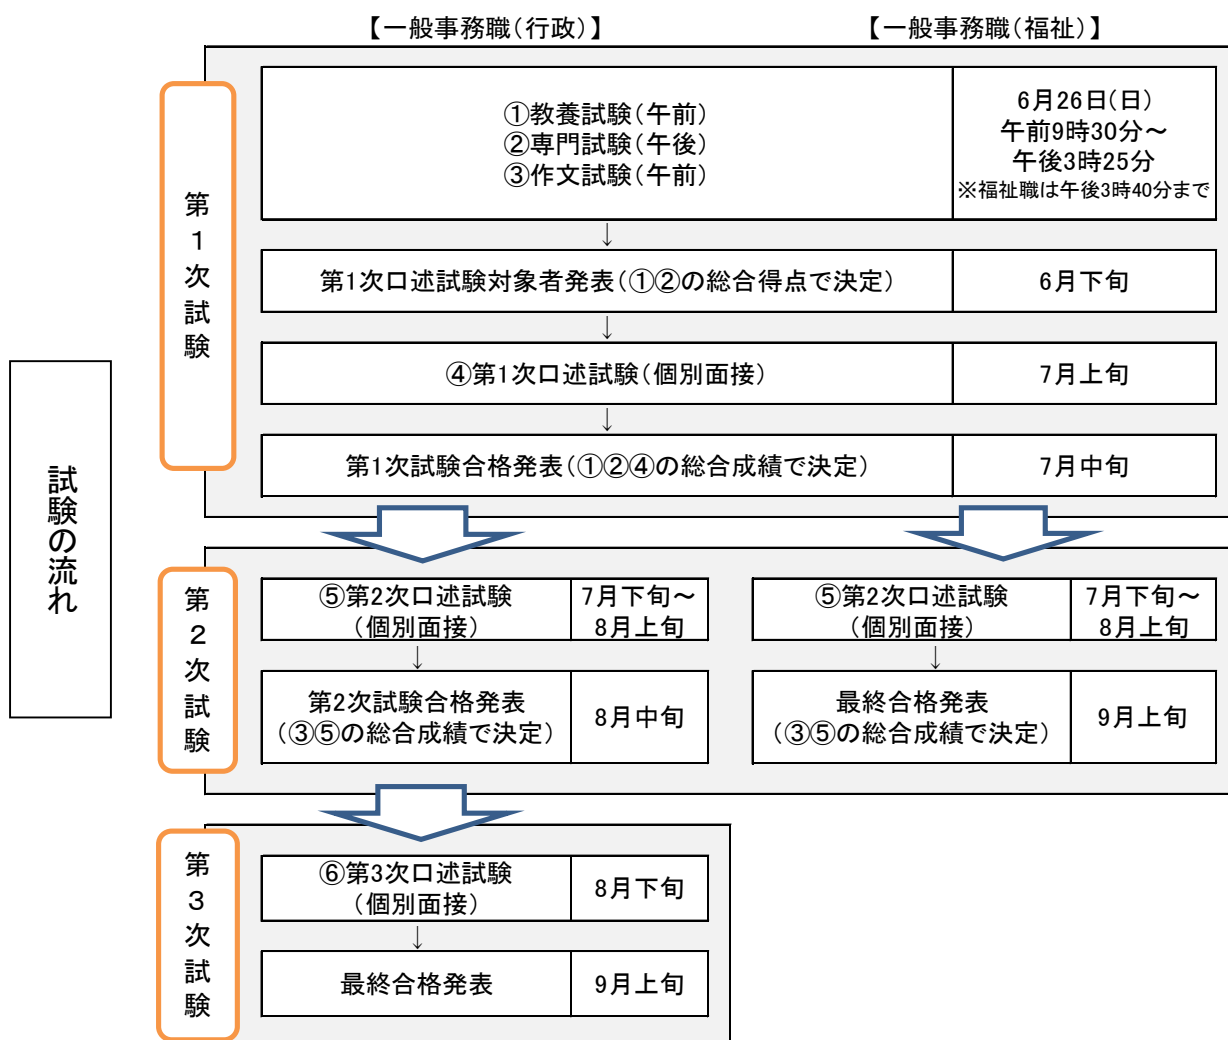 【一般事務職（行政）】
【一般事務職（福祉）】
試験の流れ
第1次試験
①教養試験（午前）
②専門試験（午後）
③作文試験（午前）
6月26日（日）
午前9時30分～
午後3時25分
※福祉職は午後3時40分まで
↓
第1次口述試験対象者発表（①②の総合得点で決定）
6月下旬
↓
④第1次口述試験（個別面接）
7月上旬
↓
第1次試験合格発表（①②④の総合成績で決定）
7月中旬
第2次試験
⑤第2次口述試験
（個別面接）
7月下旬～
8月上旬
↓
第2次試験合格発表
（③⑤の総合成績で決定）
8月中旬
⑤第2次口述試験
（個別面接）
7月下旬～
8月上旬
↓
最終合格発表
（③⑤の総合成績で決定）
9月上旬
第3次試験
⑥第3次口述試験
（個別面接）
8月下旬
↓
最終合格発表
9月上旬